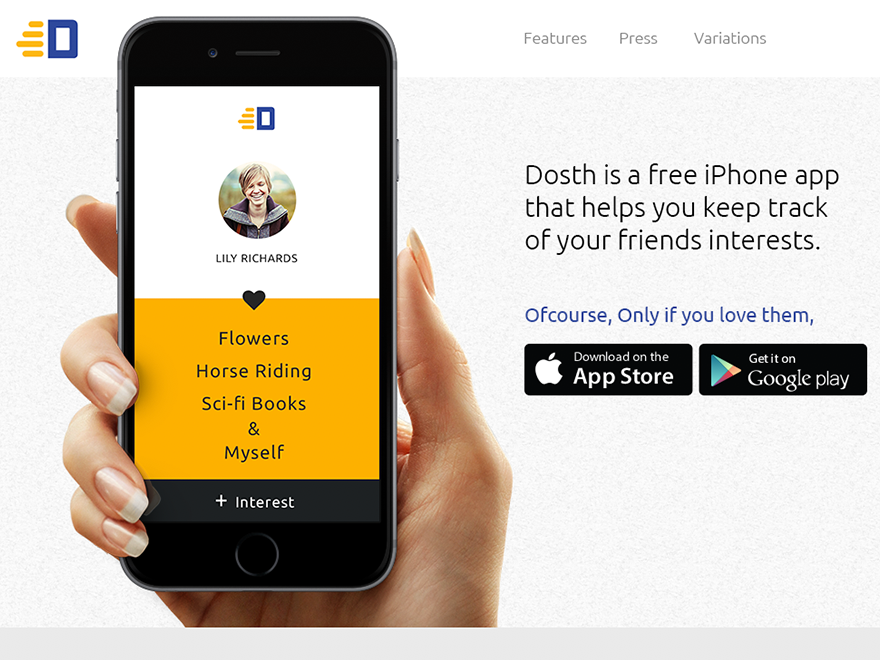 D
Features Press Variations
D
LILY RICHARDS
Flowers
Horse Riding
Sci-fi Books
&
Myself
+ Interest
Dosth is a free iPhone app
that helps you keep track
of your friends interests.
Ofcourse, Only if you love them,
Download on the
App Store
Get it on
Google play